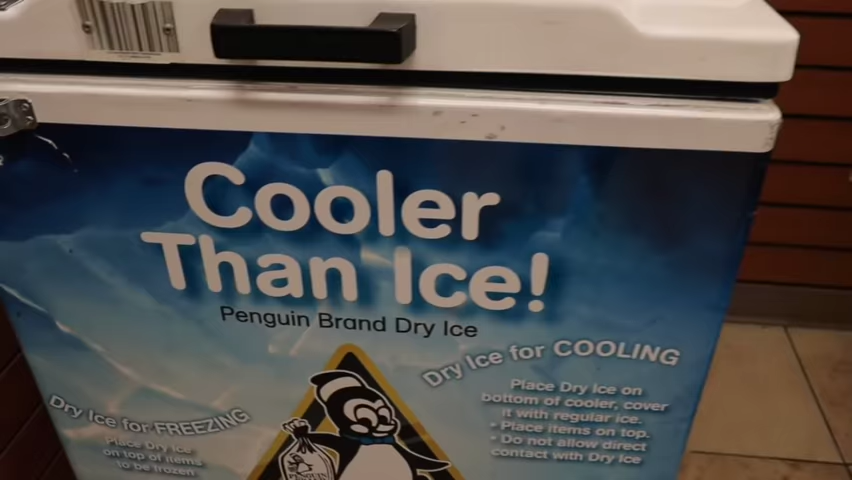 Cooler
Than Ice!
Penguin Brand Dry Ice
Dry Ice for COOLING
Place Dry Ice on
bottom of cooler, cover
it with regular ice.
• Place items on top.
• Do not allow direct
contact with Dry Ice
Dry Ice for FREEZING
Place Dry Ice
on top of items
to be frozen
PENGUIN